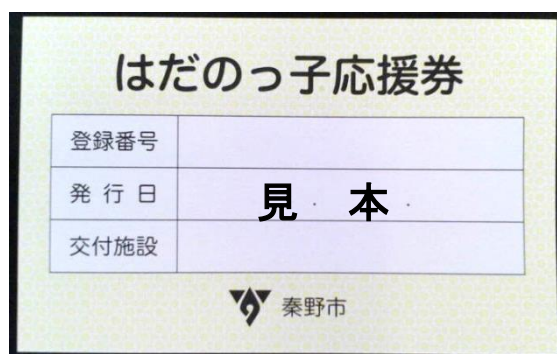 はだのっ子応援券
登録番号
発行日 見．本．
交付施設
秦野市